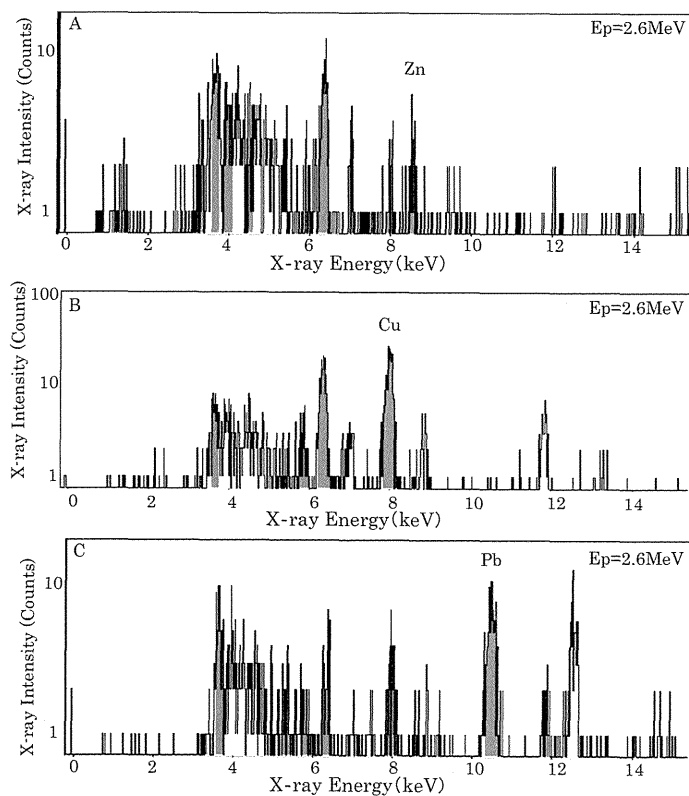 A
Ep=2.6MeV
Zn
10
1
X-ray Intensity (Counts)
0 2 4 6 8 10 12 14
X-ray Energy(keV)
B
Ep=2.6MeV
Cu
100
10
1
X-ray Intensity (Counts)
0 2 4 6 8 10 12 14
X-ray Energy(keV)
C
Ep=2.6MeV
Pb
10
1
X-ray Intensity (Counts)
0 2 4 6 8 10 12 14
X-ray Energy(keV)